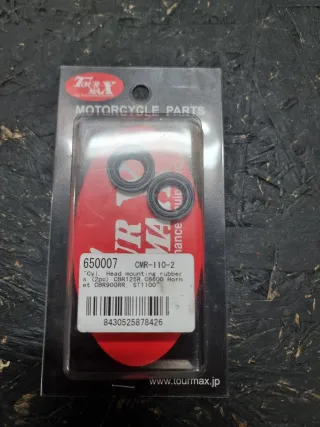 TOURMAX
MOTORCYCLE PARTS
650007 CMR-110-2
"Cyl. Head mounting rubber
s (2pc) CBR125R CB600 Horn
et CBR900RR, ST1100"
8430525878426
www.tourmax.jp